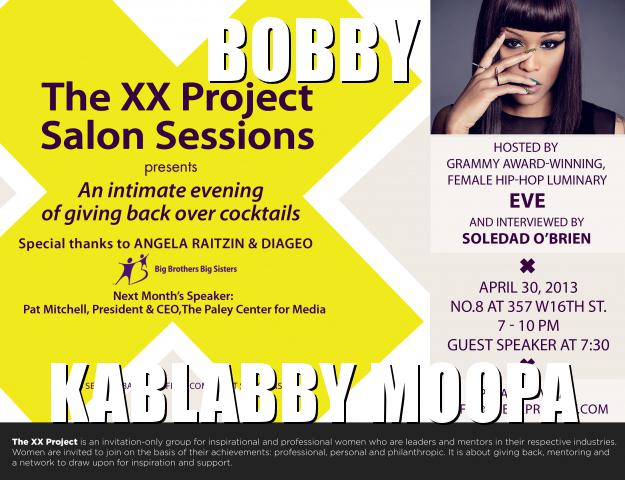 BOBBY
The XX Project
Salon Sessions
presents
An intimate evening
of giving back over cocktails
Special thanks to ANGELA RAITZIN & DIAGEO
Big Brothers Big Sisters
Next Month's Speaker:
Pat Mitchell, President & CEO,The Paley Center for Media
HOSTED BY
GRAMMY AWARD-WINNING,
FEMALE HIP-HOP LUMINARY
EVE
AND INTERVIEWED BY
SOLEDAD O'BRIEN
APRIL 30, 2013
NO.8 AT 357 W16TH ST.
7 - 10 PM
GUEST SPEAKER AT 7:30
KABLABBY MOOPA
The XX Project is an invitation-only group for inspirational and professional women who are leaders and mentors in their respective industries.
Women are invited to join on the basis of their achievements: professional, personal and philanthropic. It is about giving back, mentoring and
a network to draw upon for inspiration and support.